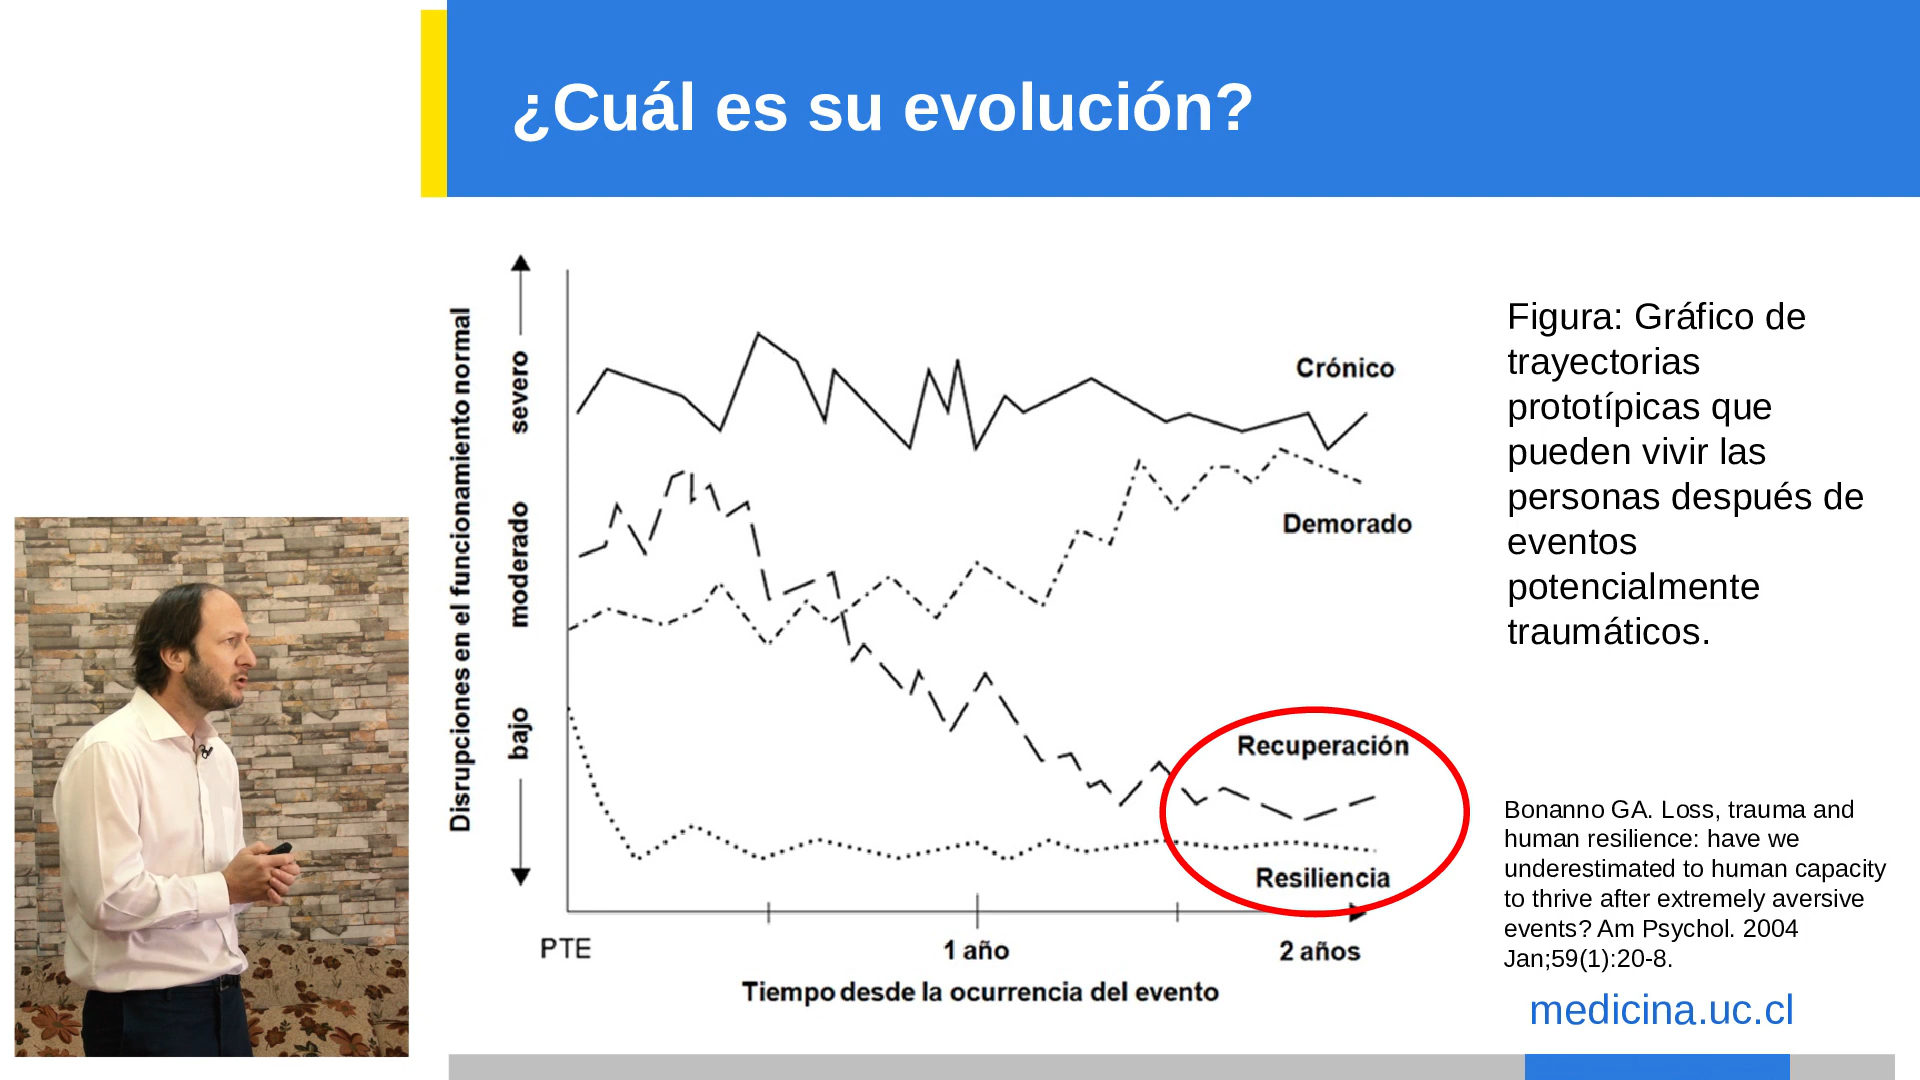 ¿Cuál es su evolución?
Disrupciones en el funcionamiento normal
severo
moderado
bajo
Crónico
Demorado
Recuperación
Resiliencia
PTE
1 año
2 años
Tiempo desde la ocurrencia del evento
Figura: Gráfico de
trayectorias
prototípicas que
pueden vivir las
personas después de
eventos
potencialmente
traumáticos.
Bonanno GA. Loss, trauma and
human resilience: have we
underestimated to human capacity
to thrive after extremely aversive
events? Am Psychol. 2004
Jan;59(1):20-8.
medicina.uc.cl